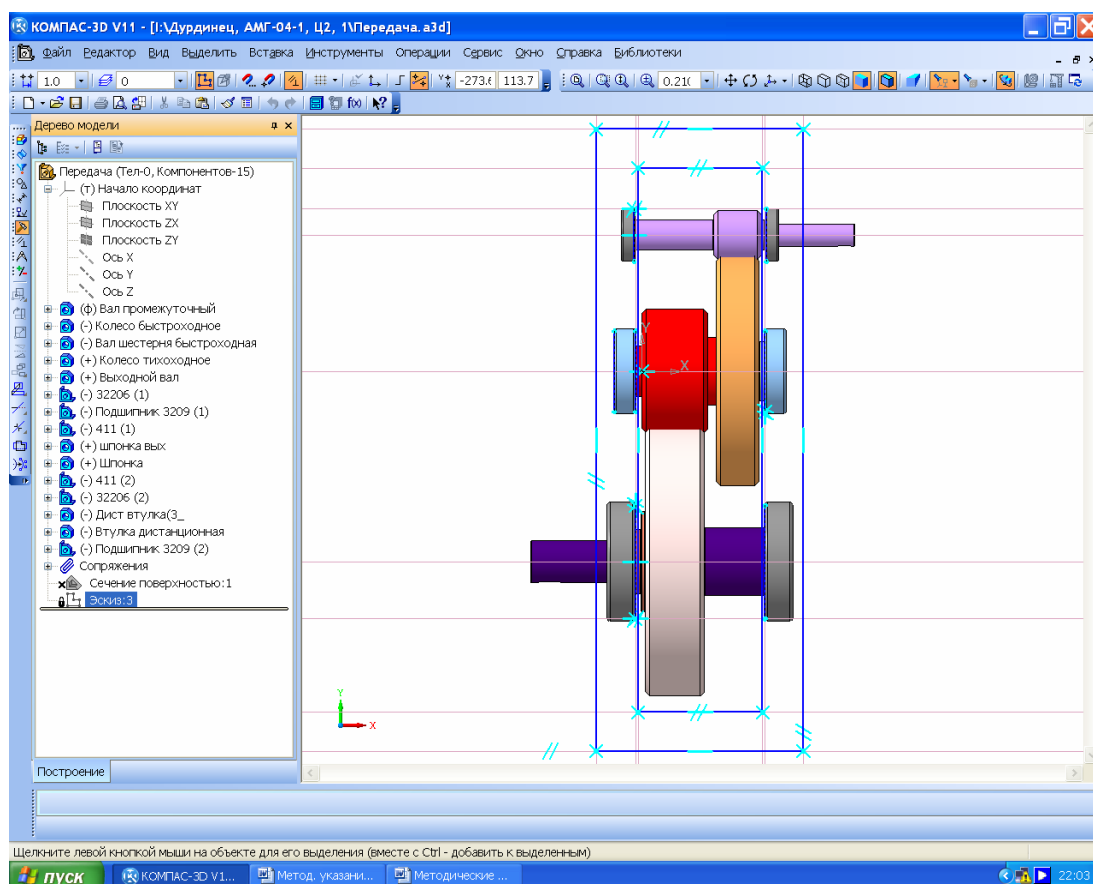 КОМПАС-3D V11 - [I:\Дурдинец, АМГ-04-1, Ц2, 1\Передача.a3d]
Файл Редактор Вид Выделить Вставка Инструменты Операции Сервис Окно Справка Библиотеки
1.0 0 -273.( 113.7 0.21(
Дерево модели
Передача (Тел-0, Компонентов-15)
(т) Начало координат
Плоскость XY
Плоскость ZX
Плоскость ZY
Ось X
Ось Y
Ось Z
(ф) Вал промежуточный
(-) Колесо быстроходное
(-) Вал шестерня быстроходная
(+) Колесо тихоходное
(+) Выходной вал
(-) 32206 (1)
(-) Подшипник 3209 (1)
(-) 411 (1)
(+) шпонка вых
(+) Шпонка
(-) 411 (2)
(-) 32206 (2)
(-) Дист втулка(3_
(-) Втулка дистанционная
(-) Подшипник 3209 (2)
Сопряжения
Сечение поверхностью:1
Эскиз:3
Y
X
Y
X
Построение
Щелкните левой кнопкой мыши на объекте для его выделения (вместе с Ctrl - добавить к выделенным)
пуск КОМПАС-3D V1... Метод. указани... Методические ... 22:03